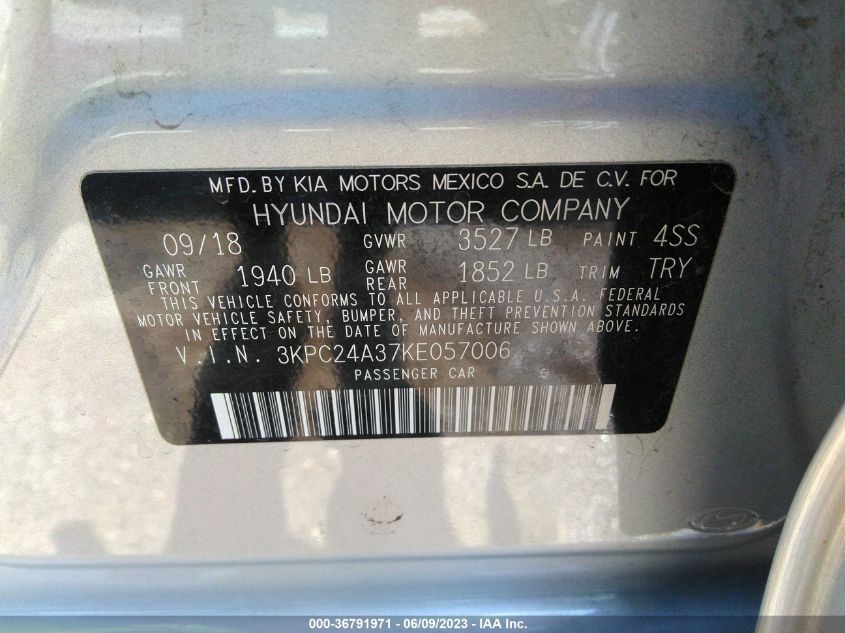 MFD. BY KIA MOTORS MEXICO S.A. DE C.V. FOR
HYUNDAI MOTOR COMPANY
09/18 GVWR 3527 LB PAINT 4SS
GAWR FRONT 1940 LB GAWR REAR 1852 LB TRIM TRY
THIS VEHICLE CONFORMS TO ALL APPLICABLE U.S.A. FEDERAL
MOTOR VEHICLE SAFETY, BUMPER, AND THEFT PREVENTION STANDARDS
IN EFFECT ON THE DATE OF MANUFACTURE SHOWN ABOVE.
V.I.N. 3KPC24A37KE057006
PASSENGER CAR
000-36791971 - 06/09/2023 - IAA Inc.